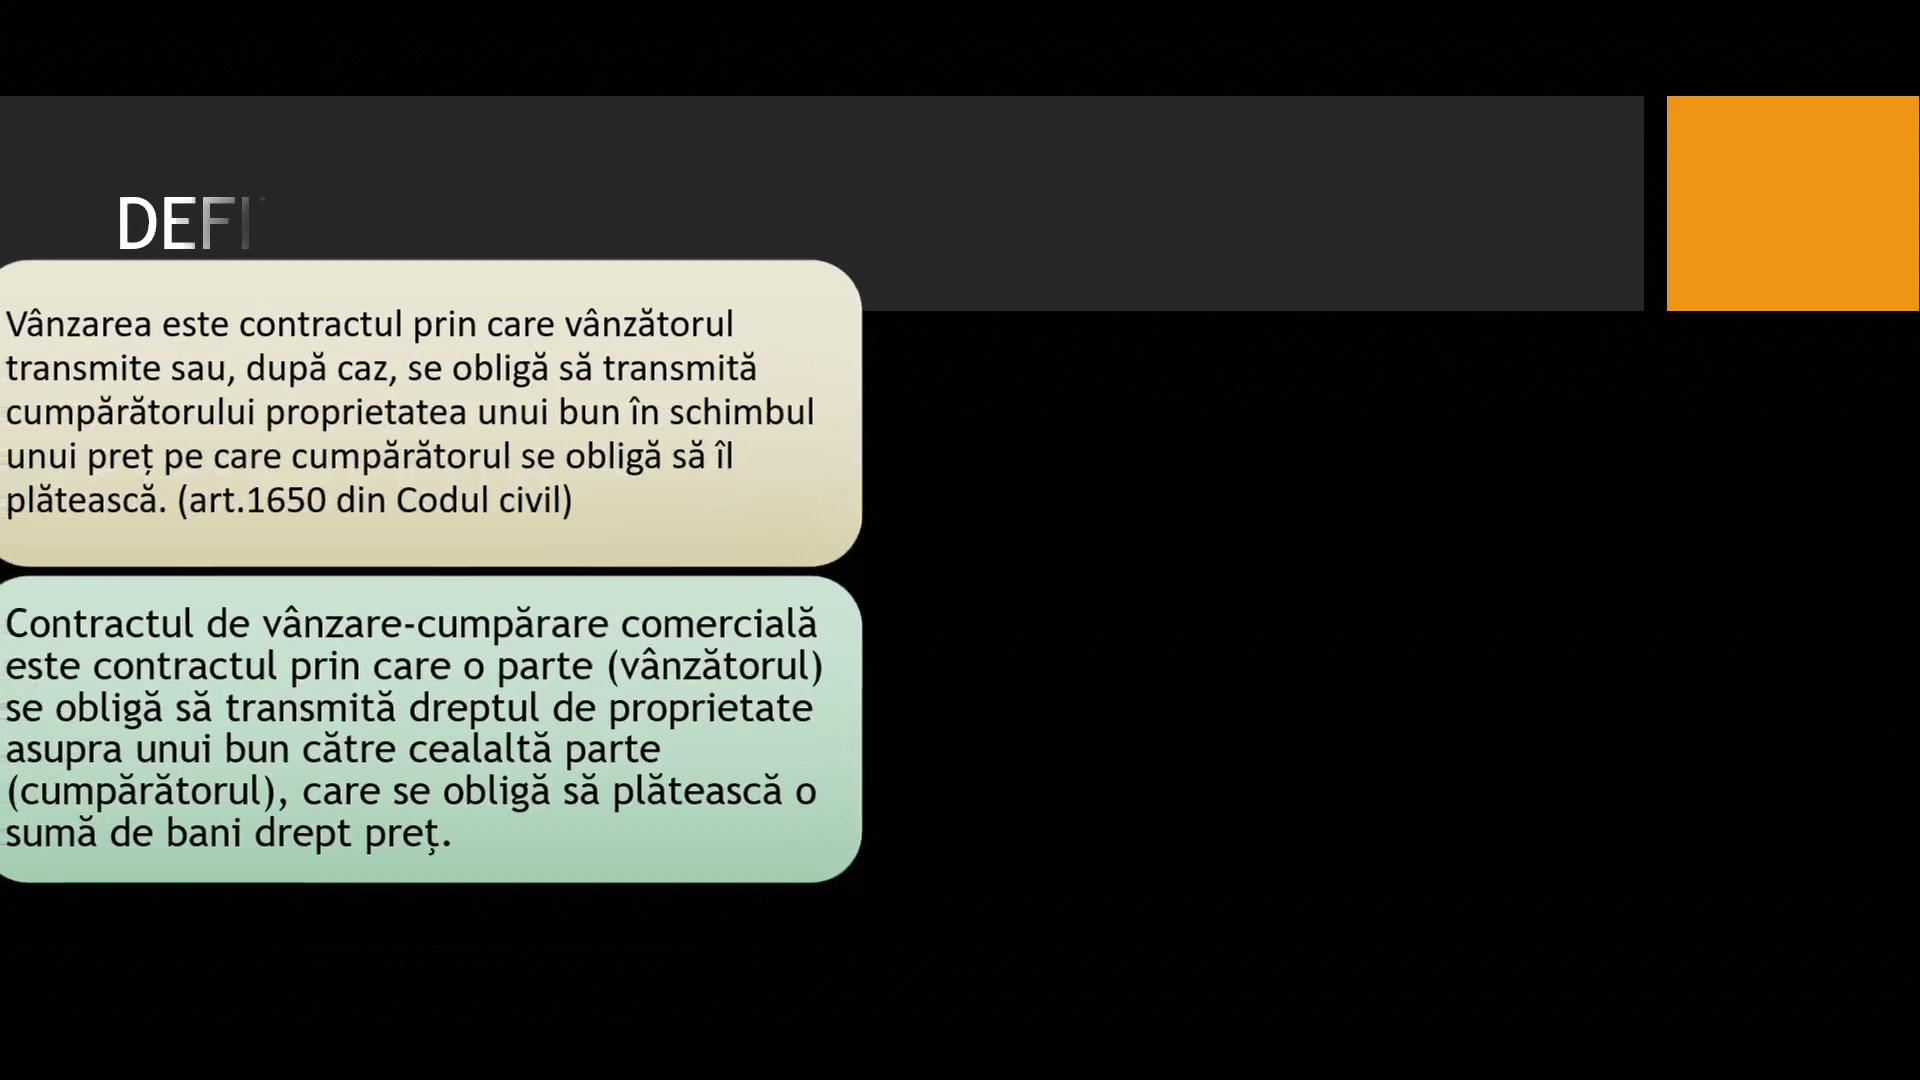 DEFI
Vânzarea este contractul prin care vânzătorul
transmite sau, după caz, se obligă să transmită
cumpărătorului proprietatea unui bun în schimbul
unui preț pe care cumpărătorul se obligă să îl
plătească. (art.1650 din Codul civil)
Contractul de vânzare-cumpărare comercială
este contractul prin care o parte (vânzătorul)
se obligă să transmită dreptul de proprietate
asupra unui bun către cealaltă parte
(cumpărătorul), care se obligă să plătească o
sumă de bani drept preţ.